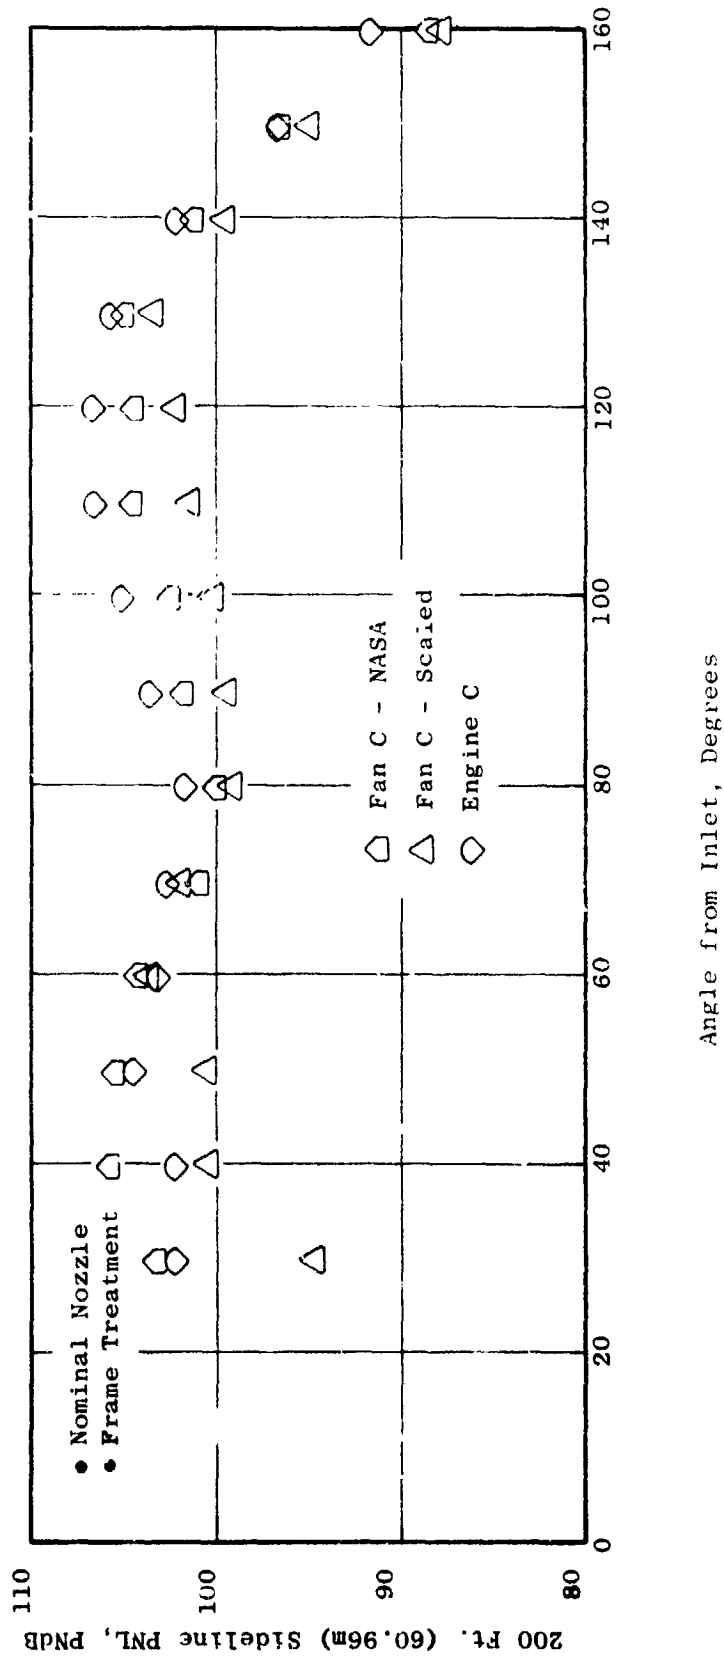 200 Ft. (60.96m) Sideline PNL, PNdB
110
100
90
80
• Nominal Nozzle
• Frame Treatment
Fan C - NASA
Fan C - Scaled
Engine C
0
20
40
60
80
100
120
140
160
Angle from Inlet, Degrees